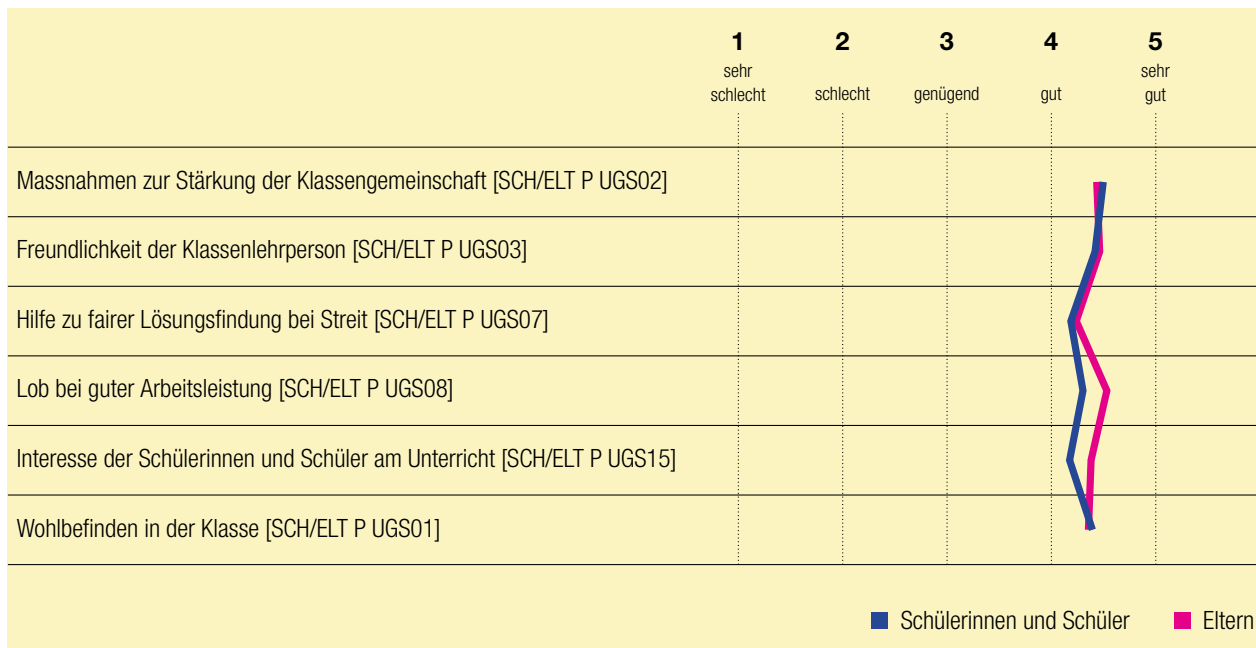 1 2 3 4 5
sehr schlecht schlecht genügend gut sehr gut
Massnahmen zur Stärkung der Klassengemeinschaft [SCH/ELT P UGS02]
Freundlichkeit der Klassenlehrperson [SCH/ELT P UGS03]
Hilfe zu fairer Lösungsfindung bei Streit [SCH/ELT P UGS07]
Lob bei guter Arbeitsleistung [SCH/ELT P UGS08]
Interesse der Schülerinnen und Schüler am Unterricht [SCH/ELT P UGS15]
Wohlbefinden in der Klasse [SCH/ELT P UGS01]
Schülerinnen und Schüler Eltern